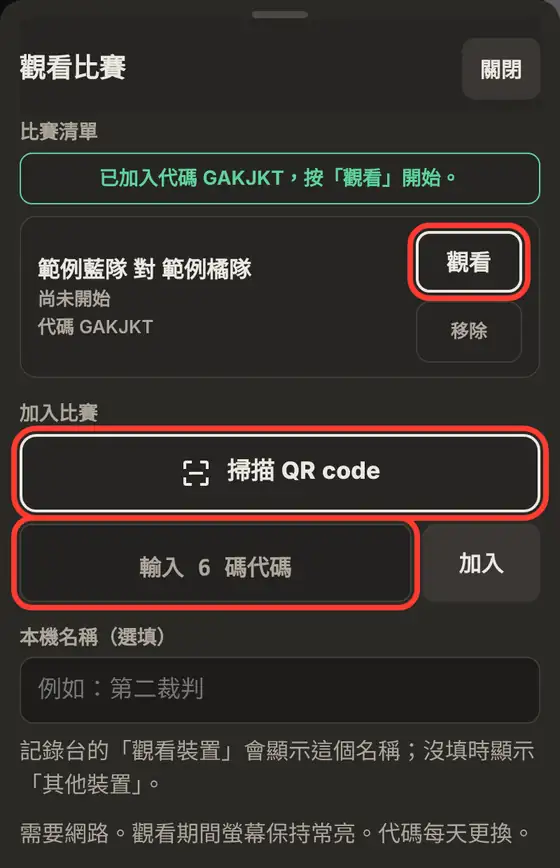 觀看比賽
關閉
比賽清單
已加入代碼 GAKJKT，按「觀看」開始。
範例藍隊 對 範例橘隊
尚未開始
代碼 GAKJKT
觀看
移除
加入比賽
掃描 QR code
輸入 6 碼代碼
加入
本機名稱（選填）
例如：第二裁判
記錄台的「觀看裝置」會顯示這個名稱；沒填時顯示
「其他裝置」。
需要網路。觀看期間螢幕保持常亮。代碼每天更換。